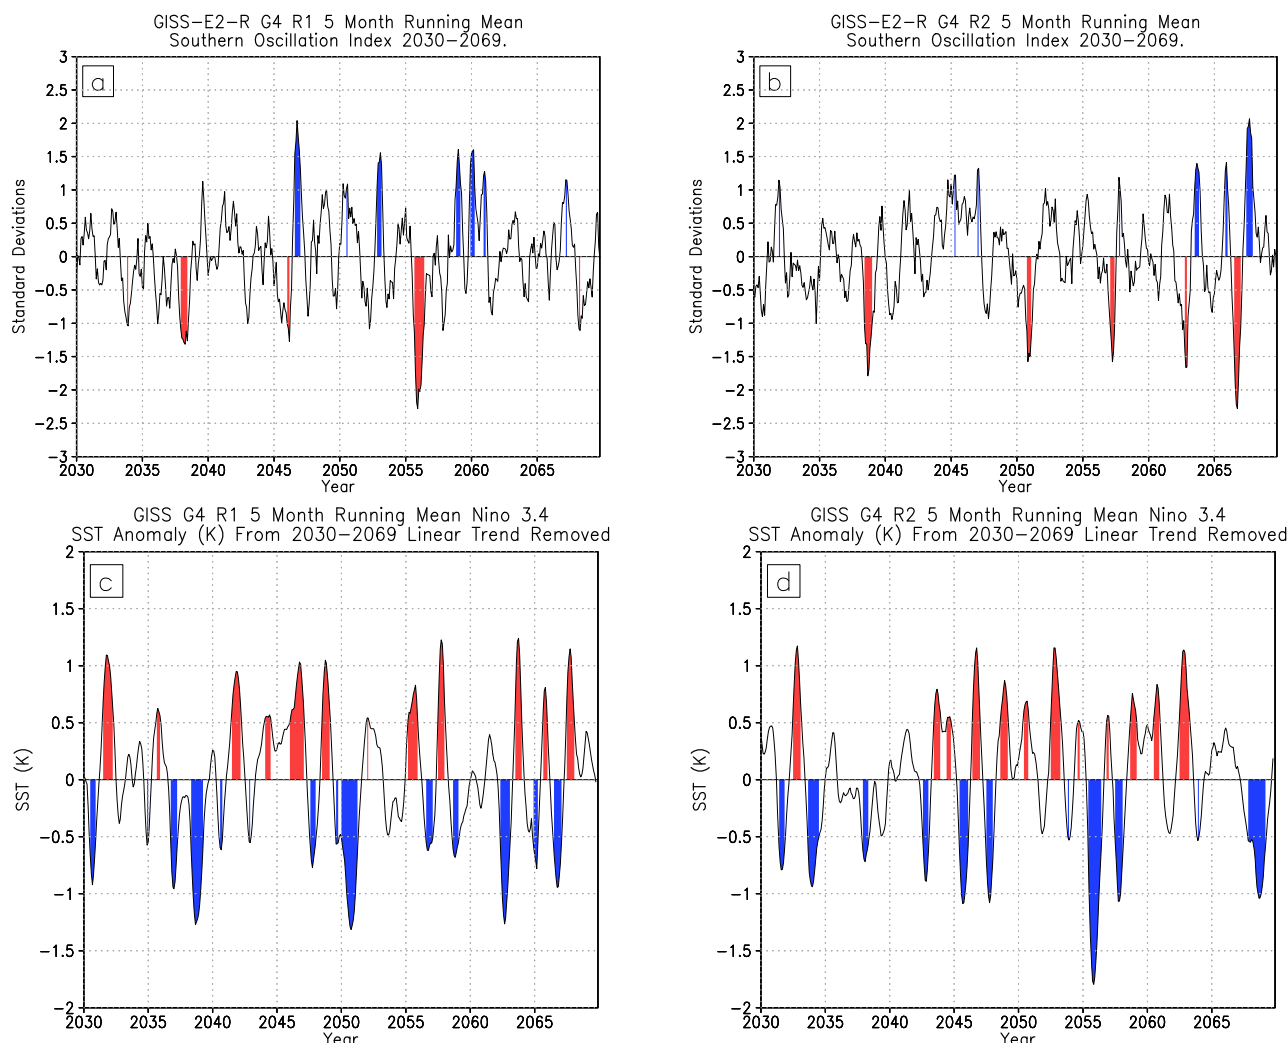 GISS-E2-R G4 R1 5 Month Running Mean
Southern Oscillation Index 2030-2069.
a
Standard Deviations
3
2.5
2
1.5
1
0.5
0
-0.5
-1
-1.5
-2
-2.5
-3
2030 2035 2040 2045 2050 2055 2060 2065
Year
GISS-E2-R G4 R2 5 Month Running Mean
Southern Oscillation Index 2030-2069.
b
Standard Deviations
3
2.5
2
1.5
1
0.5
0
-0.5
-1
-1.5
-2
-2.5
-3
2030 2035 2040 2045 2050 2055 2060 2065
Year
GISS G4 R1 5 Month Running Mean Nino 3.4
SST Anomaly (K) From 2030-2069 Linear Trend Removed
c
SST (K)
2
1.5
1
0.5
0
-0.5
-1
-1.5
-2
2030 2035 2040 2045 2050 2055 2060 2065
Year
GISS G4 R2 5 Month Running Mean Nino 3.4
SST Anomaly (K) From 2030-2069 Linear Trend Removed
d
SST (K)
2
1.5
1
0.5
0
-0.5
-1
-1.5
-2
2030 2035 2040 2045 2050 2055 2060 2065
Year